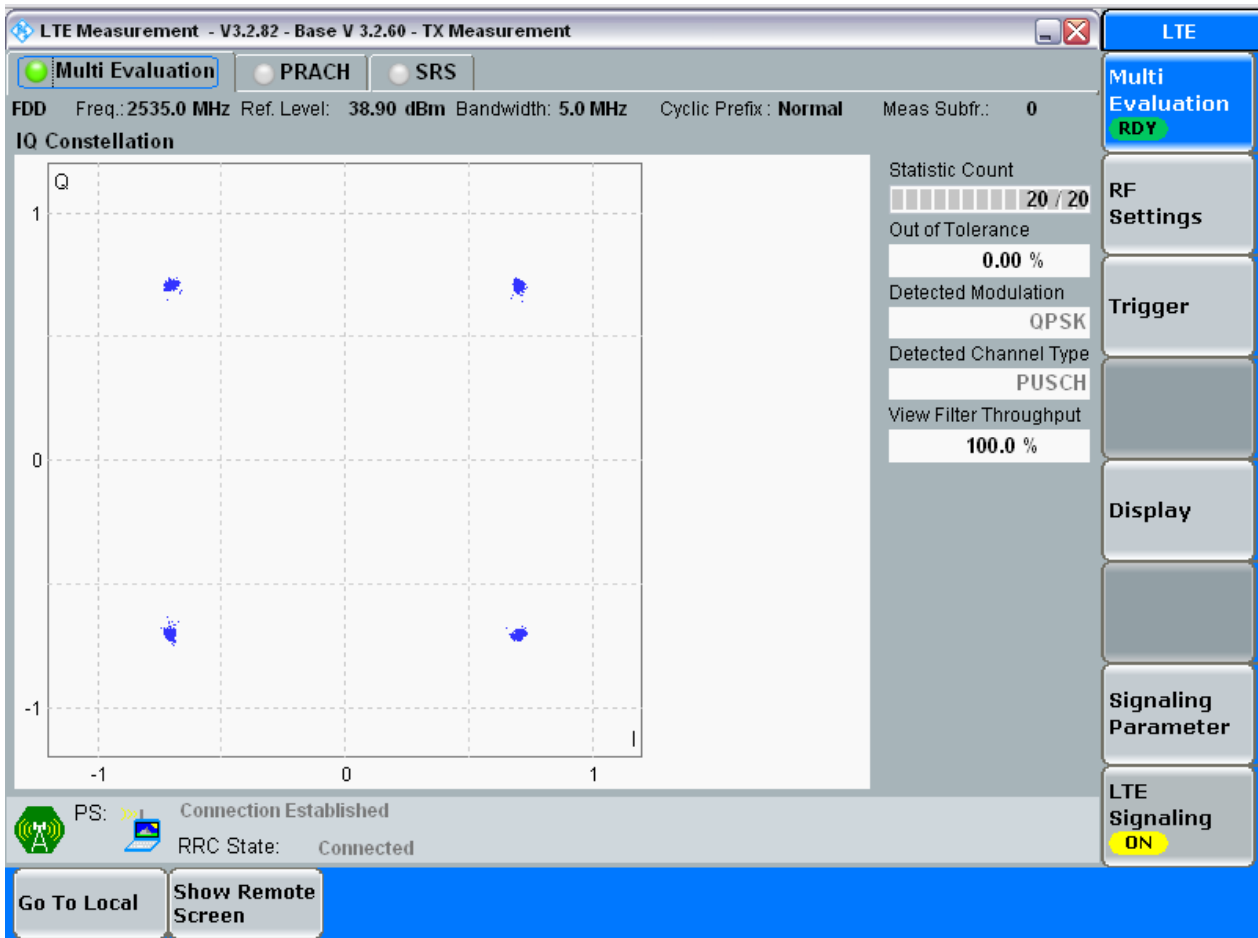 LTE Measurement - V3.2.82 - Base V 3.2.60 - TX Measurement
LTE
Multi Evaluation PRACH SRS
Multi
Evaluation
RDY
FDD Freq.: 2535.0 MHz Ref. Level: 38.90 dBm Bandwidth: 5.0 MHz Cyclic Prefix : Normal Meas Subfr.: 0
IQ Constellation
Q
1
0
-1
I
-1 0 1
Statistic Count
20 / 20
Out of Tolerance
0.00 %
Detected Modulation
QPSK
Detected Channel Type
PUSCH
View Filter Throughput
100.0 %
RF
Settings
Trigger
Display
Signaling
Parameter
LTE
Signaling
ON
PS: Connection Established
RRC State: Connected
Go To Local
Show Remote
Screen